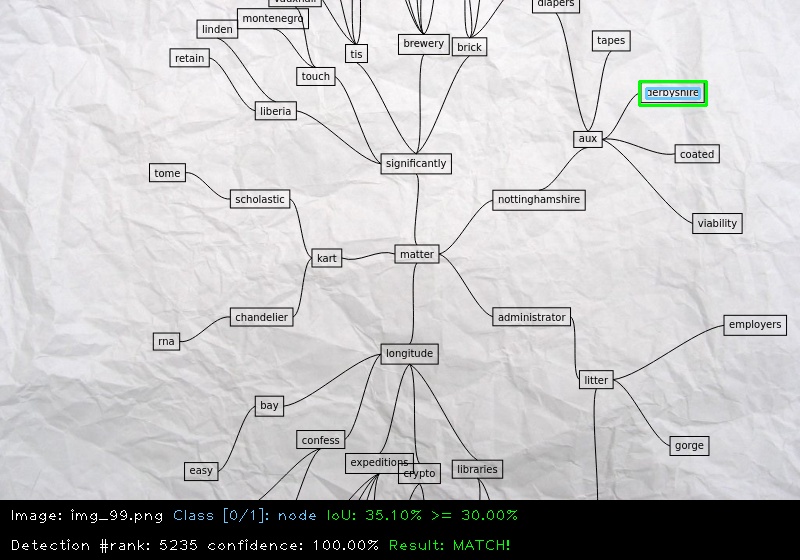 vauxhall
diapers
montenegro
linden
tapes
brewery
brick
tis
retain
touch
derbyshire
liberia
aux
coated
significantly
tome
scholastic
nottinghamshire
viability
matter
kart
chandelier
administrator
employers
rna
longitude
litter
bay
confess
gorge
expeditions
crypto
libraries
easy
Image: img_99.png Class [0/1]: node IoU: 35.10% >= 30.00%
Detection #rank: 5235 confidence: 100.00% Result: MATCH!